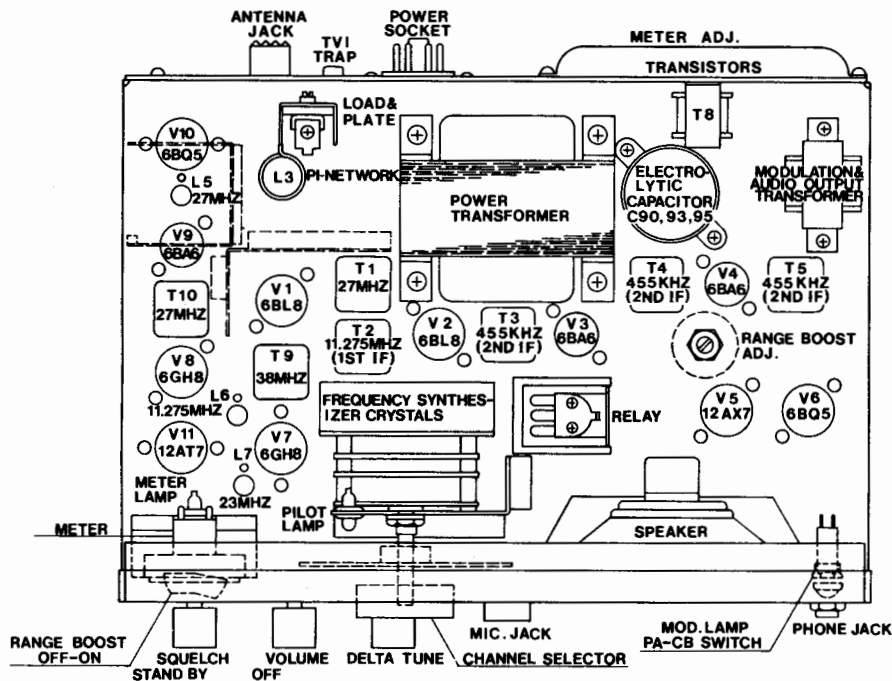 ANTENNA
JACK
TVI
TRAP
POWER
SOCKET
METER ADJ.
TRANSISTORS
LOAD&
PLATE
T8
V10
6BQ5
L5
27MHZ
L3
PI-NETWORK
POWER
TRANSFORMER
ELECTRO-
LYTIC
CAPACITOR
C90,93,95
MODULATION&
AUDIO OUTPUT
TRANSFORMER
V9
6BA6
T10
27MHZ
V1
6BL8
T1
27MHZ
T2
11.275MHZ
(1ST IF)
V2
6BL8
T3
455KHZ
(2ND IF)
V3
6BA6
T4
455KHZ
(2ND IF)
V4
6BA6
T5
455KHZ
(2ND IF)
RANGE BOOST
ADJ.
V8
6GH8
11.275MHZ
T9
38MHZ
L6
FREQUENCY SYNTHES-
IZER CRYSTALS
RELAY
V5
12AX7
V6
6BQ5
V11
12AT7
L7
23MHZ
V7
6GH8
METER
LAMP
PILOT
LAMP
METER
SPEAKER
RANGE BOOST
OFF-ON
SQUELCH
STAND BY
VOLUME
OFF
DELTA TUNE
CHANNEL SELECTOR
MIC. JACK
MOD. LAMP
PA-CB SWITCH
PHONE JACK